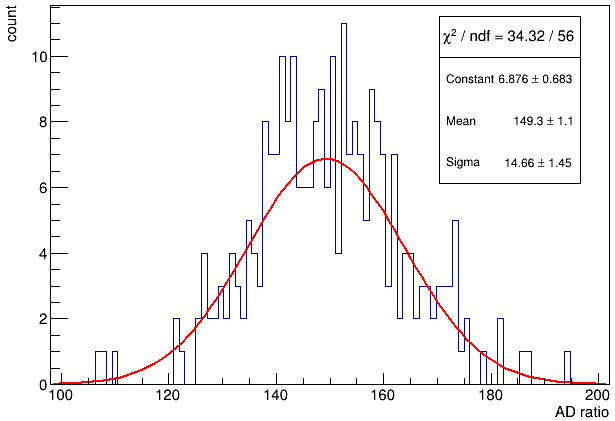 count
χ² / ndf = 34.32 / 56
Constant 6.876 ± 0.683
Mean 149.3 ± 1.1
Sigma 14.66 ± 1.45
10
8
6
4
2
0
100 120 140 160 180 200
AD ratio